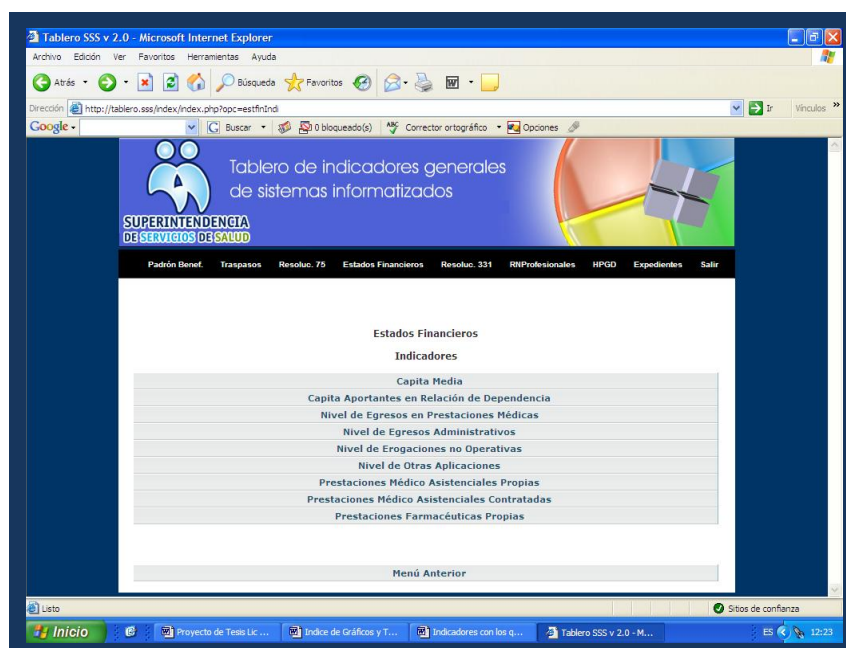 Tablero SSS v 2.0 - Microsoft Internet Explorer
Archivo Edición Ver Favoritos Herramientas Ayuda
Atrás Búsqueda Favoritos
Dirección http://tablero.sss/index/index.php?opc=estfinIndi Ir Vínculos »
Google Buscar 0 bloqueado(s) ABC Corrector ortográfico Opciones
Tablero de indicadores generales
de sistemas informatizados
SUPERINTENDENCIA
DE SERVICIOS DE SALUD
Padrón Benef. Traspasos Resoluc. 75 Estados Financieros Resoluc. 331 RNProfesionales HPGD Expedientes Salir
Estados Financieros
Indicadores
Capita Media
Capita Aportantes en Relación de Dependencia
Nivel de Egresos en Prestaciones Médicas
Nivel de Egresos Administrativos
Nivel de Erogaciones no Operativas
Nivel de Otras Aplicaciones
Prestaciones Médico Asistenciales Propias
Prestaciones Médico Asistenciales Contratadas
Prestaciones Farmacéuticas Propias
Menú Anterior
Listo Sitios de confianza
Inicio Proyecto de Tesis Lic ... Indice de Gráficos y T... Indicadores con los q... Tablero SSS v 2.0 - M... ES 12:23